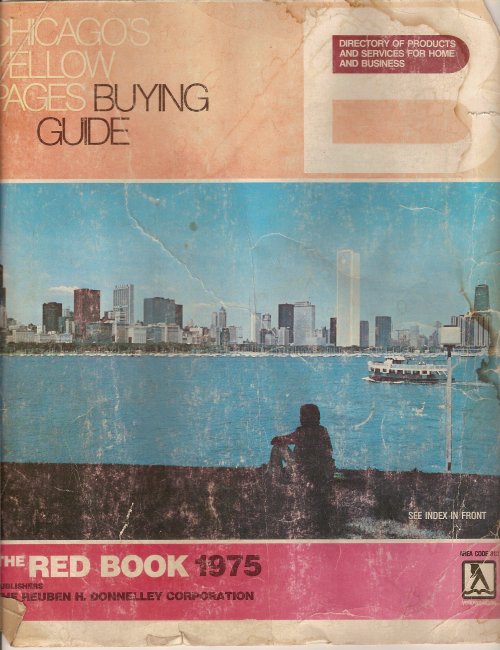 CHICAGO'S
YELLOW
PAGES BUYING
GUIDE
DIRECTORY OF PRODUCTS
AND SERVICES FOR HOME
AND BUSINESS
B
SEE INDEX IN FRONT
THE RED BOOK 1975
PUBLISHERS
THE REUBEN H. DONNELLEY CORPORATION
AREA CODE